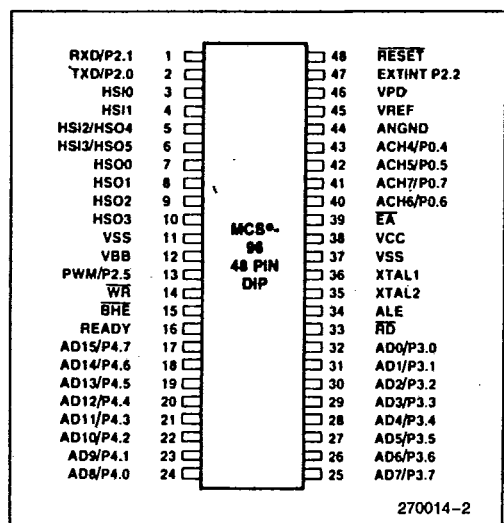 RXD/P2.1 1 48 RESET
TXD/P2.0 2 47 EXTINT P2.2
HSI0 3 46 VPD
HSI1 4 45 VREF
HSI2/HSO4 5 44 ANGND
HSI3/HSO5 6 43 ACH4/P0.4
HSO0 7 42 ACH5/P0.5
HSO1 8 41 ACH7/P0.7
HSO2 9 40 ACH6/P0.6
HSO3 10 39 EA
VSS 11 MCS®- 38 VCC
VBB 12 96 37 VSS
PWM/P2.5 13 48 PIN 36 XTAL1
WR 14 DIP 35 XTAL2
BHE 15 34 ALE
READY 16 33 RD
AD15/P4.7 17 32 AD0/P3.0
AD14/P4.6 18 31 AD1/P3.1
AD13/P4.5 19 30 AD2/P3.2
AD12/P4.4 20 29 AD3/P3.3
AD11/P4.3 21 28 AD4/P3.4
AD10/P4.2 22 27 AD5/P3.5
AD9/P4.1 23 26 AD6/P3.6
AD8/P4.0 24 25 AD7/P3.7
270014-2